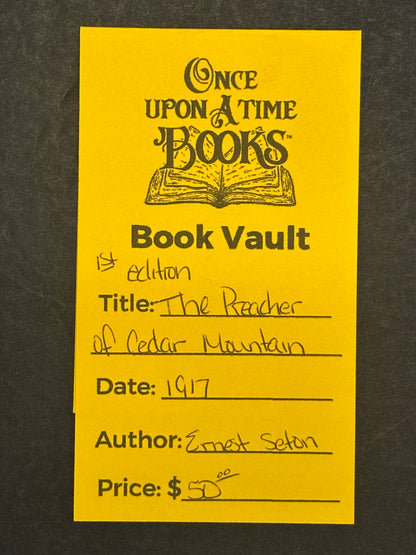 ONCE
UPON A TIME
BOOKS™
Book Vault
1st edition
Title: The Preacher
of Cedar Mountain
Date: 1917
Author: Ernest Seton
Price: $50.00